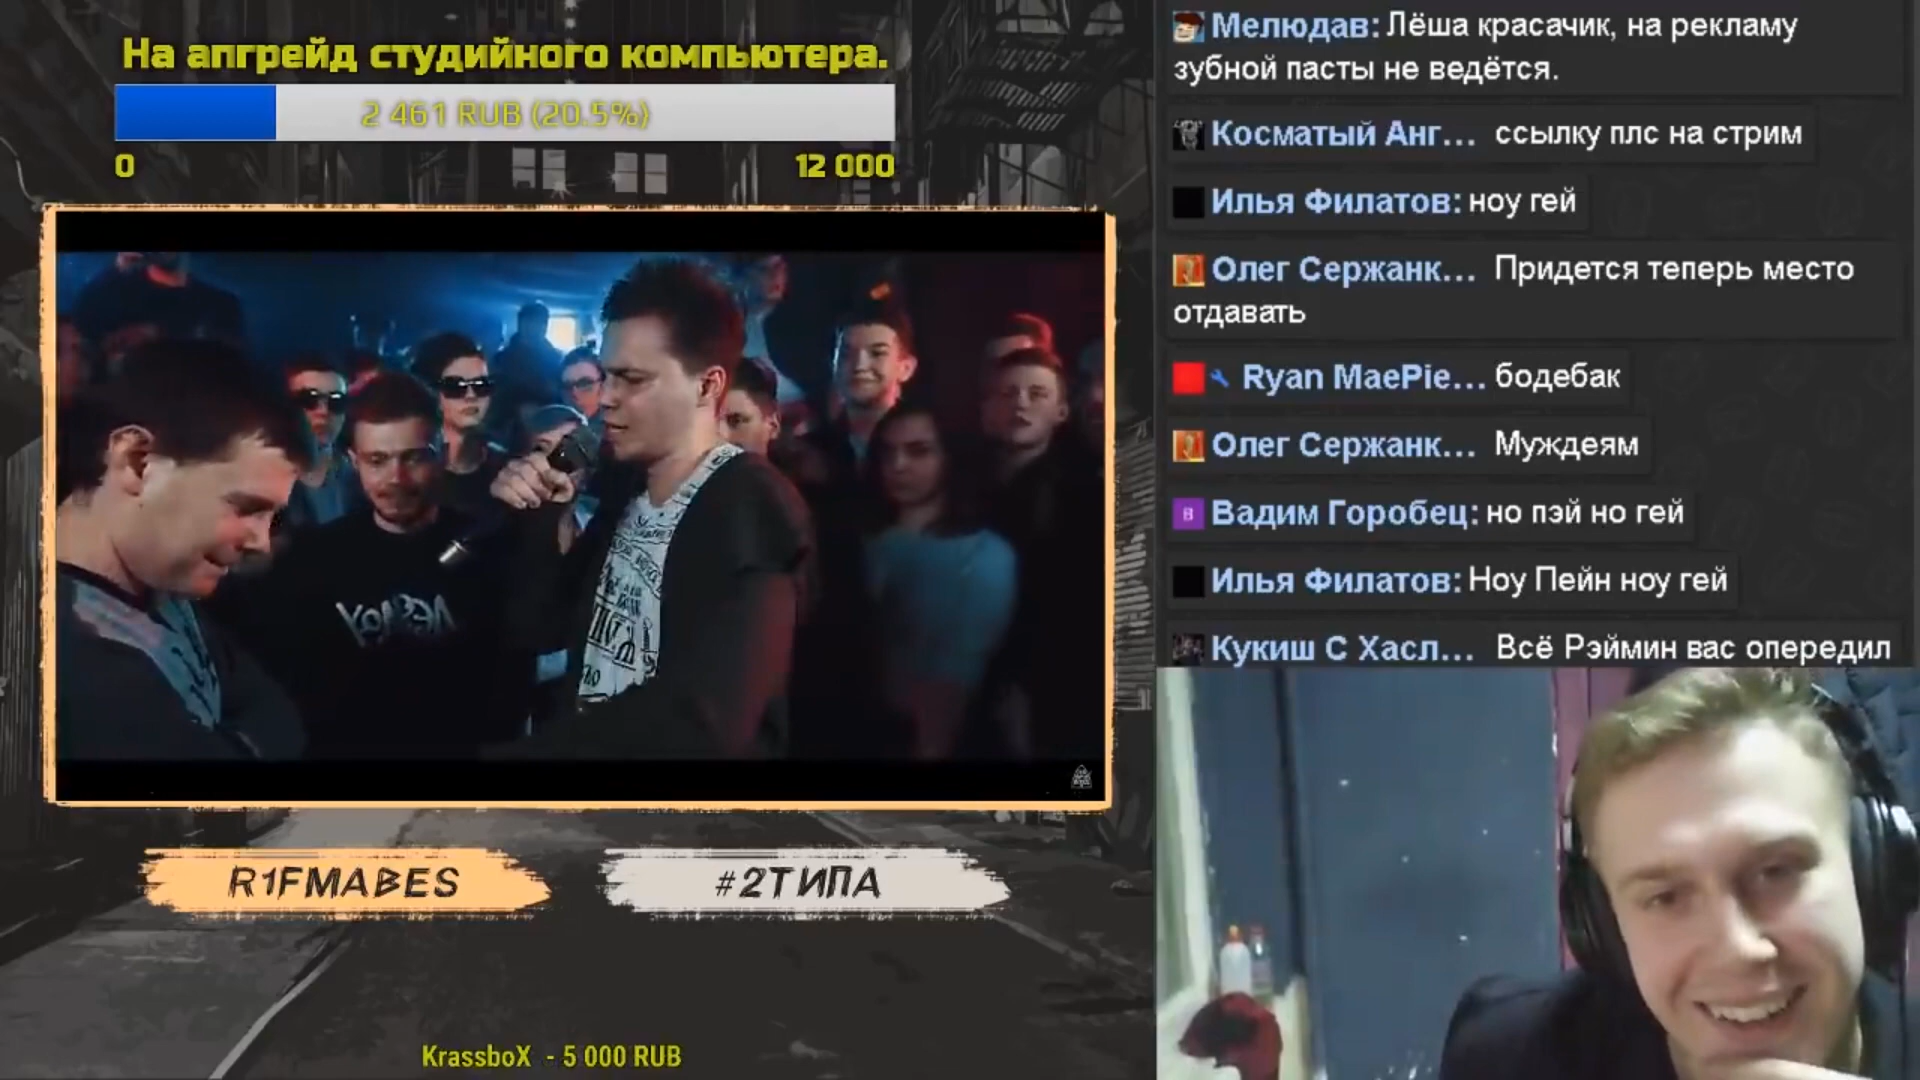 На апгрейд студийного компьютера.
2 461 RUB (20.5%)
0
12 000
R1FMABES
#2ТИПА
KrassboX - 5 000 RUB
Мелюдав: Лёша красачик, на рекламу
зубной пасты не ведётся.
Косматый Анг... ссылку плс на стрим
Илья Филатов: ноу гей
Олег Сержанк... Придется теперь место
отдавать
Ryan MaePie... бодебак
Олег Сержанк... Муждеям
В Вадим Горобец: но пэй но гей
Илья Филатов: Ноу Пейн ноу гей
Кукиш С Хасл... Всё Рэймин вас опередил